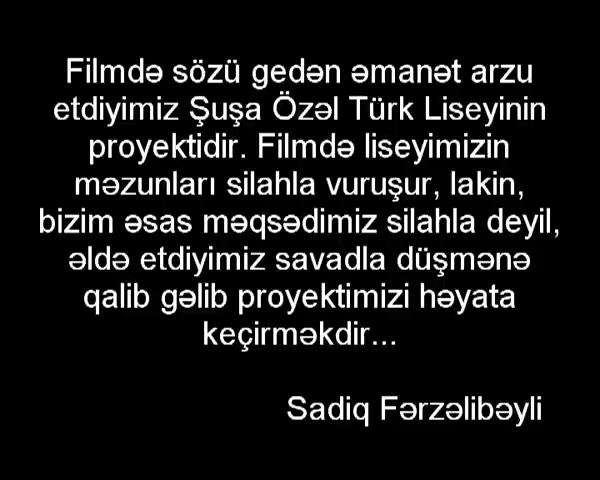 Filmdə sözü gedən əmanət arzu
etdiyimiz Şuşa Özəl Türk Liseyinin
proyektidir. Filmdə liseyimizin
məzunları silahla vuruşur, lakin,
bizim əsas məqsədimiz silahla deyil,
əldə etdiyimiz savadla düşmənə
qalib gəlib proyektimizi həyata
keçirməkdir...
Sadiq Fərzəlibəyli